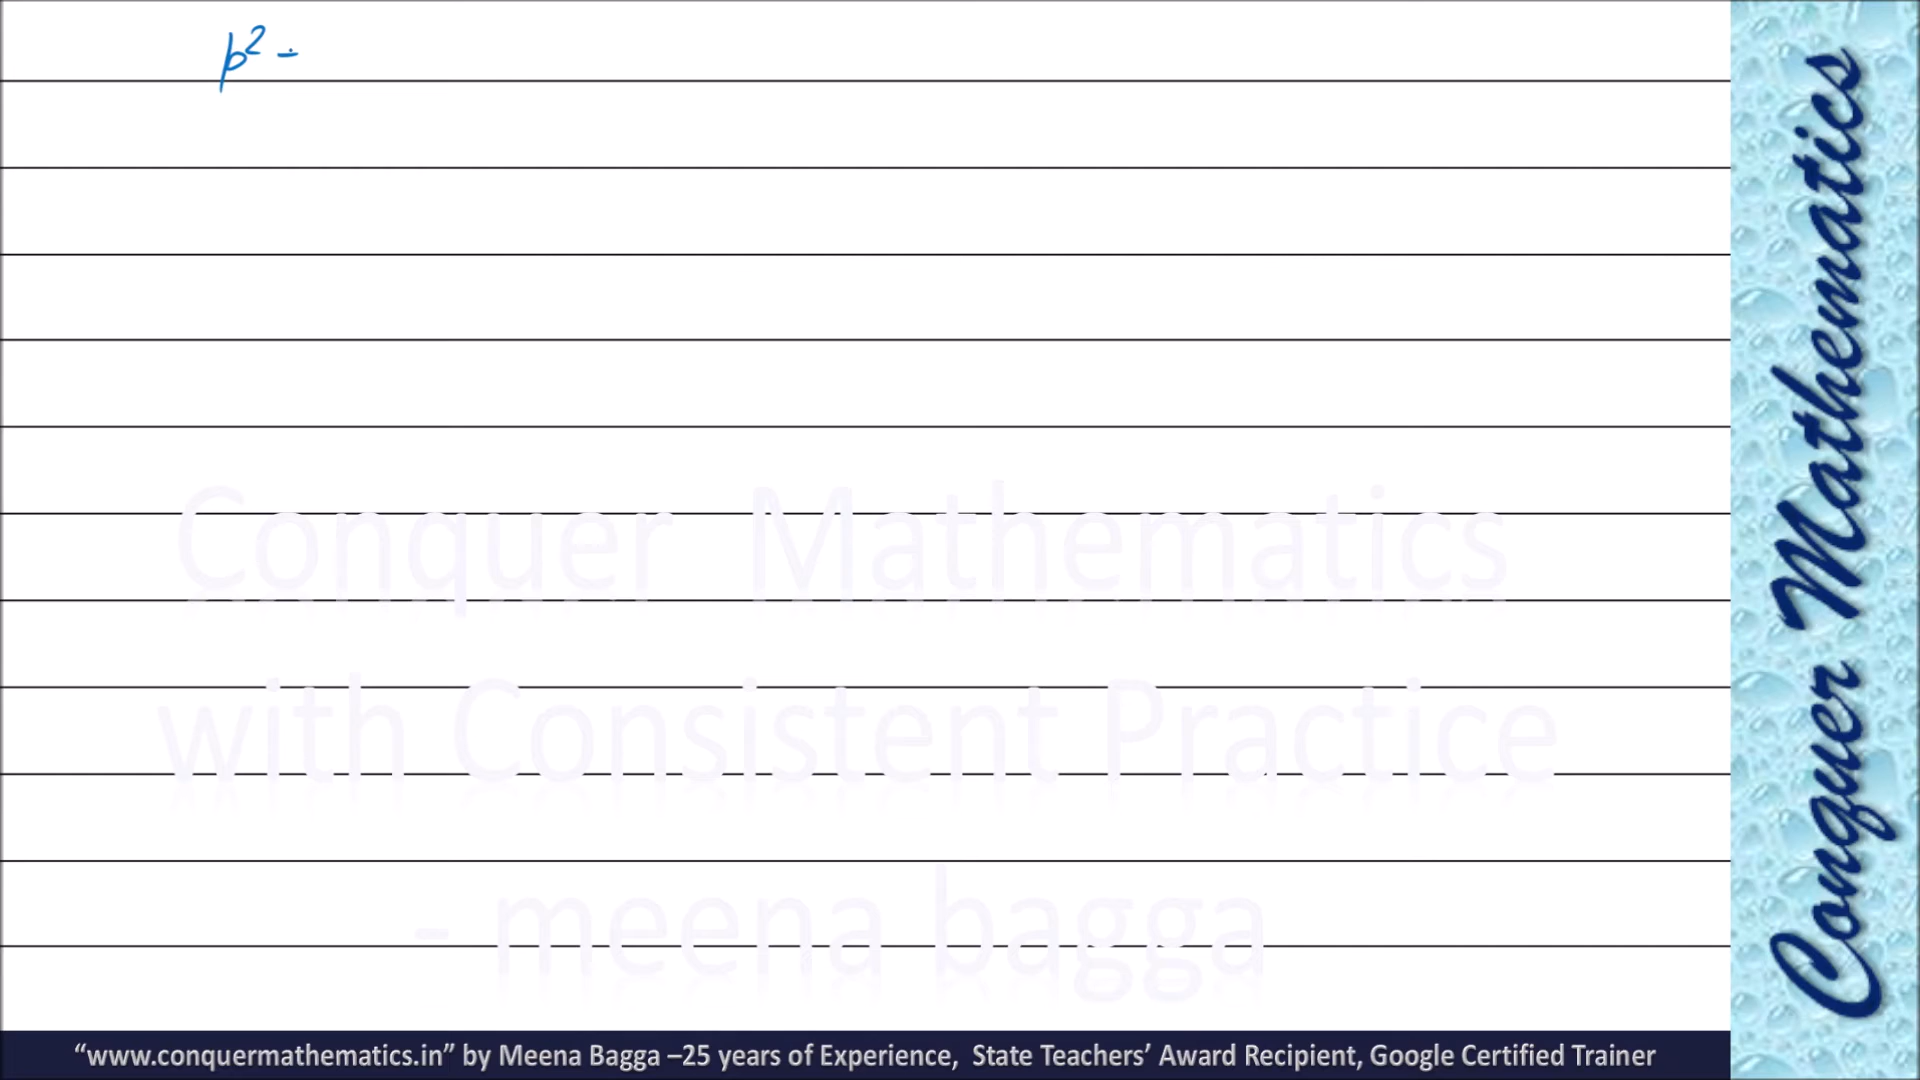 p² -
Conquer Mathematics
with Consistent Practice
- meena bagga
Conquer Mathematics
“www.conquermathematics.in” by Meena Bagga –25 years of Experience, State Teachers’ Award Recipient, Google Certified Trainer